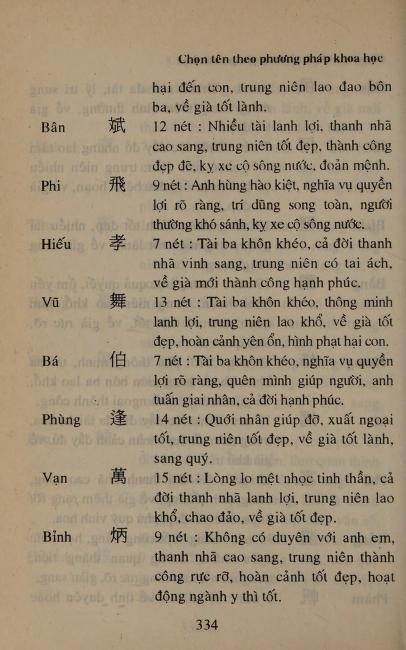 Chọn tên theo phương pháp khoa học
hại đến con, trung niên lao đao bôn
ba, về già tốt lành.
Bân 斌 12 nét : Nhiều tài lanh lợi, thanh nhã
cao sang, trung niên tốt đẹp, thành công
đẹp đẽ, kỵ xe cộ sông nước, đoản mệnh.
Phi 飛 9 nét : Anh hùng hào kiệt, nghĩa vụ quyền
lợi rõ ràng, trí dũng song toàn, người
thường khó sánh, kỵ xe cộ sông nước.
Hiếu 孝 7 nét : Tài ba khôn khéo, cả đời thanh
nhã vinh sang, trung niên có tai ách,
về già mới thành công hạnh phúc.
Vũ 舞 13 nét : Tài ba khôn khéo, thông minh
lanh lợi, trung niên lao khổ, về già tốt
đẹp, hoàn cảnh yên ổn, hình phạt hại con.
Bá 伯 7 nét : Tài ba khôn khéo, nghĩa vụ quyền
lợi rõ ràng, quên mình giúp người, anh
tuấn giai nhân, cả đời hạnh phúc.
Phùng 逢 14 nét : Quới nhân giúp đỡ, xuất ngoại
tốt, trung niên tốt đẹp, về già tốt lành,
sang quý.
Vạn 萬 15 nét : Lòng lo mệt nhọc tinh thần, cả
đời thanh nhã lanh lợi, trung niên lao
khổ, chao đảo, về già tốt đẹp.
Bỉnh 炳 9 nét : Không có duyên với anh em,
thanh nhã cao sang, trung niên thành
công rực rỡ, hoàn cảnh tốt đẹp, hoạt
động ngành y thì tốt.
334